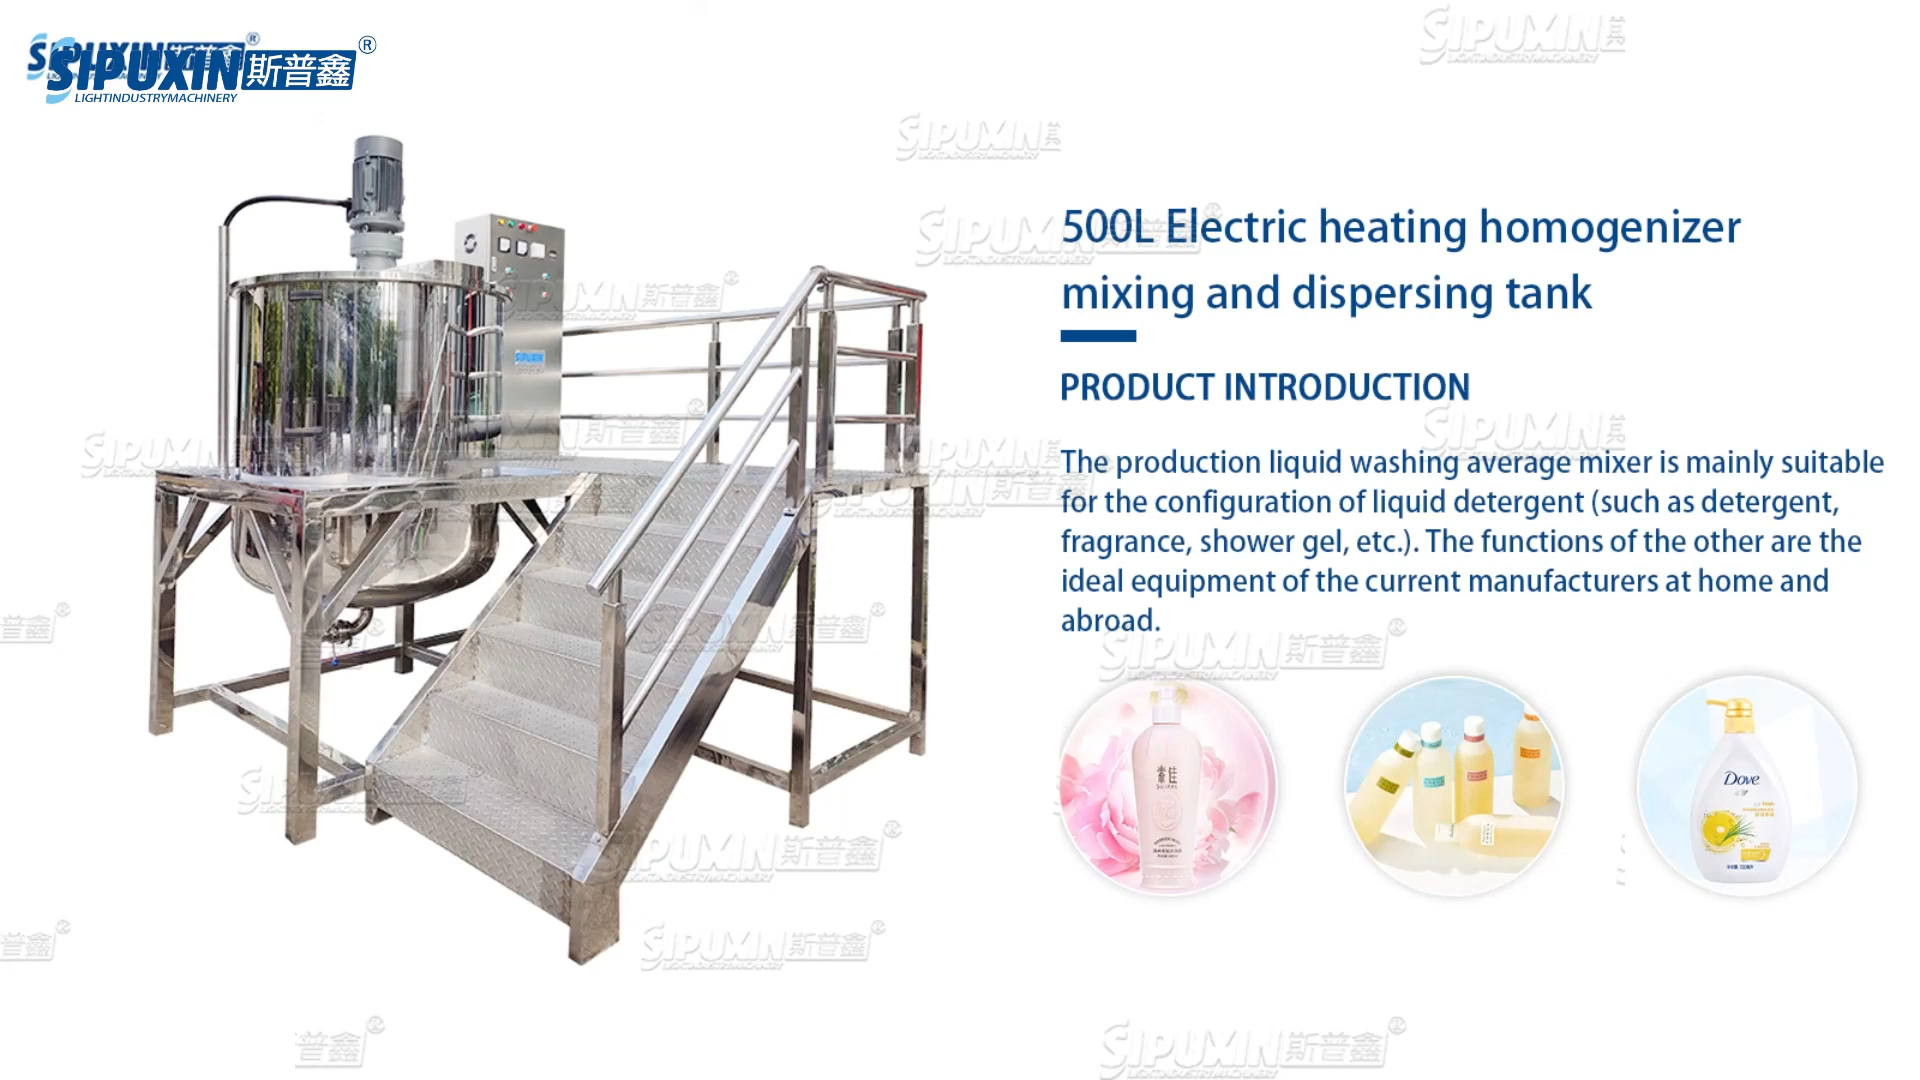 SIPUXIN斯普鑫®
LIGHTINDUSTRYMACHINERY
500L Electric heating homogenizer
mixing and dispersing tank
PRODUCT INTRODUCTION
The production liquid washing average mixer is mainly suitable
for the configuration of liquid detergent (such as detergent,
fragrance, shower gel, etc.). The functions of the other are the
ideal equipment of the current manufacturers at home and
abroad.
SIPUXIN
Dove